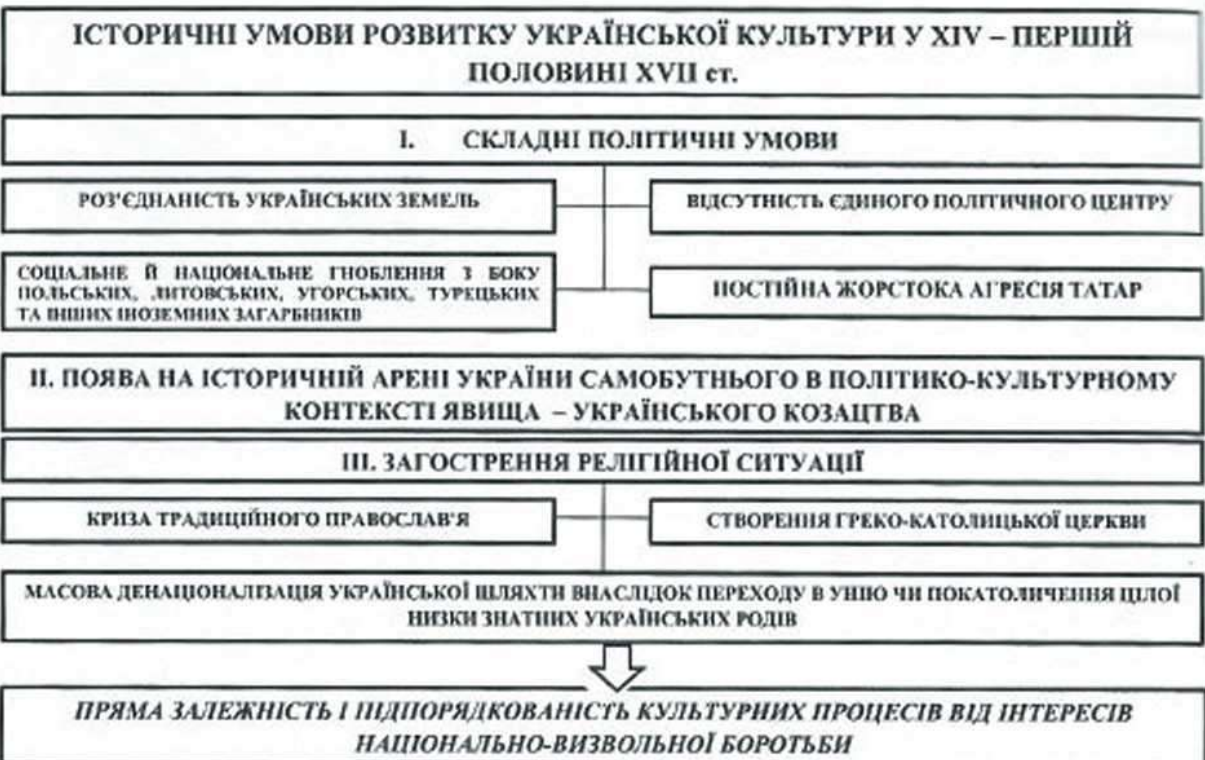 ІСТОРИЧНІ УМОВИ РОЗВИТКУ УКРАЇНСЬКОЇ КУЛЬТУРИ У XIV – ПЕРШІЙ
ПОЛОВИНІ XVII ст.
I. СКЛАДНІ ПОЛІТИЧНІ УМОВИ
РОЗ'ЄДНАНІСТЬ УКРАЇНСЬКИХ ЗЕМЕЛЬ
ВІДСУТНІСТЬ ЄДИНОГО ПОЛІТИЧНОГО ЦЕНТРУ
СОЦІАЛЬНЕ Й НАЦІОНАЛЬНЕ ГНОБЛЕННЯ З БОКУ
ПОЛЬСЬКИХ, ЛИТОВСЬКИХ, УГОРСЬКИХ, ТУРЕЦЬКИХ
ТА ІНШИХ ІНОЗЕМНИХ ЗАГАРБНИКІВ
ПОСТІЙНА ЖОРСТОКА АГРЕСІЯ ТАТАР
II. ПОЯВА НА ІСТОРИЧНІЙ АРЕНІ УКРАЇНИ САМОБУТНЬОГО В ПОЛІТИКО-КУЛЬТУРНОМУ
КОНТЕКСТІ ЯВИЩА – УКРАЇНСЬКОГО КОЗАЦТВА
III. ЗАГОСТРЕННЯ РЕЛІГІЙНОЇ СИТУАЦІЇ
КРИЗА ТРАДИЦІЙНОГО ПРАВОСЛАВ'Я
СТВОРЕННЯ ГРЕКО-КАТОЛИЦЬКОЇ ЦЕРКВИ
МАСОВА ДЕНАЦІОНАЛІЗАЦІЯ УКРАЇНСЬКОЇ ШЛЯХТИ ВНАСЛІДОК ПЕРЕХОДУ В УНІЮ ЧИ ПОКАТОЛИЧЕННЯ ЦІЛОЇ
НИЗКИ ЗНАТНИХ УКРАЇНСЬКИХ РОДІВ
ПРЯМА ЗАЛЕЖНІСТЬ І ПІДПОРЯДКОВАНІСТЬ КУЛЬТУРНИХ ПРОЦЕСІВ ВІД ІНТЕРЕСІВ
НАЦІОНАЛЬНО-ВИЗВОЛЬНОЇ БОРОТЬБИ